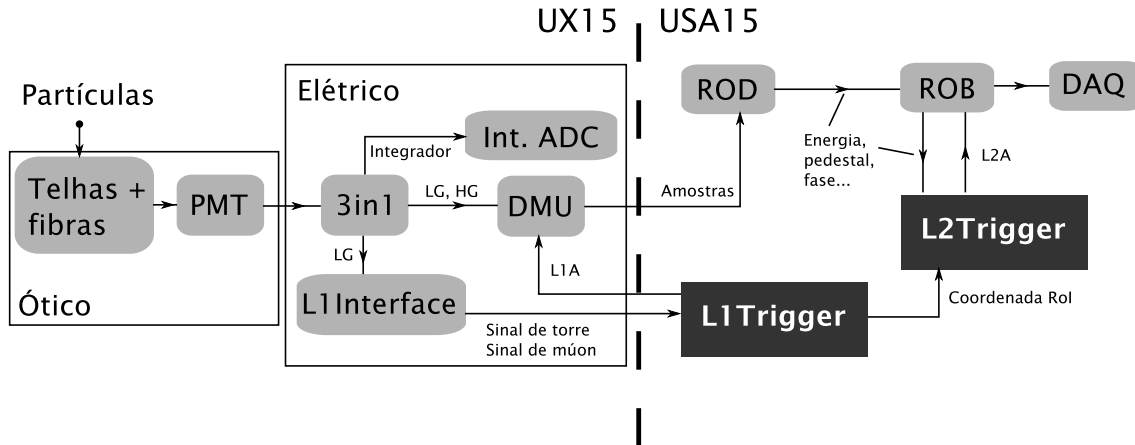 UX15
USA15
Partículas
Elétrico
Telhas +
fibras
PMT
Ótico
Integrador
Int. ADC
3in1
LG, HG
DMU
LG
L1A
L1Interface
Sinal de torre
Sinal de múon
Amostras
ROD
ROB
DAQ
Energia,
pedestal,
fase...
L2A
L2Trigger
L1Trigger
Coordenada RoI